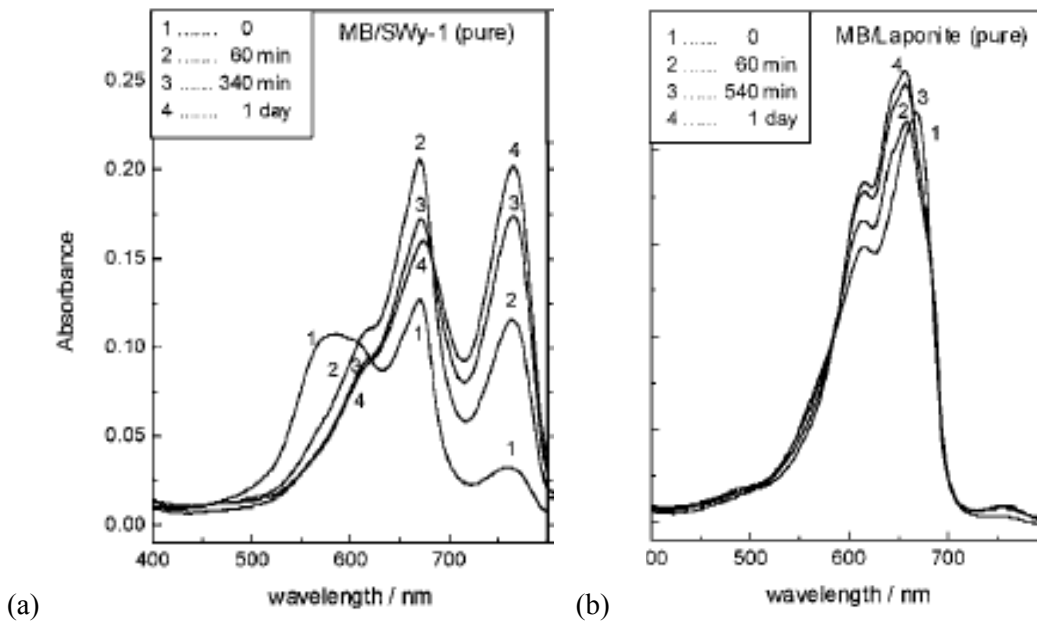 1 ....... 0
2 ....... 60 min
3 ....... 340 min
4 ....... 1 day
MB/SWy-1 (pure)
0.25
0.20
0.15
0.10
0.05
0.00
Absorbance
2
4
3
3
4
2
1
1
2
3
4
1
400 500 600 700
wavelength / nm
(a)
1 ...... 0
2 ...... 60 min
3 ...... 540 min
4 ...... 1 day
MB/Laponite (pure)
4
3
2
1
00 500 600 700
wavelength / nm
(b)